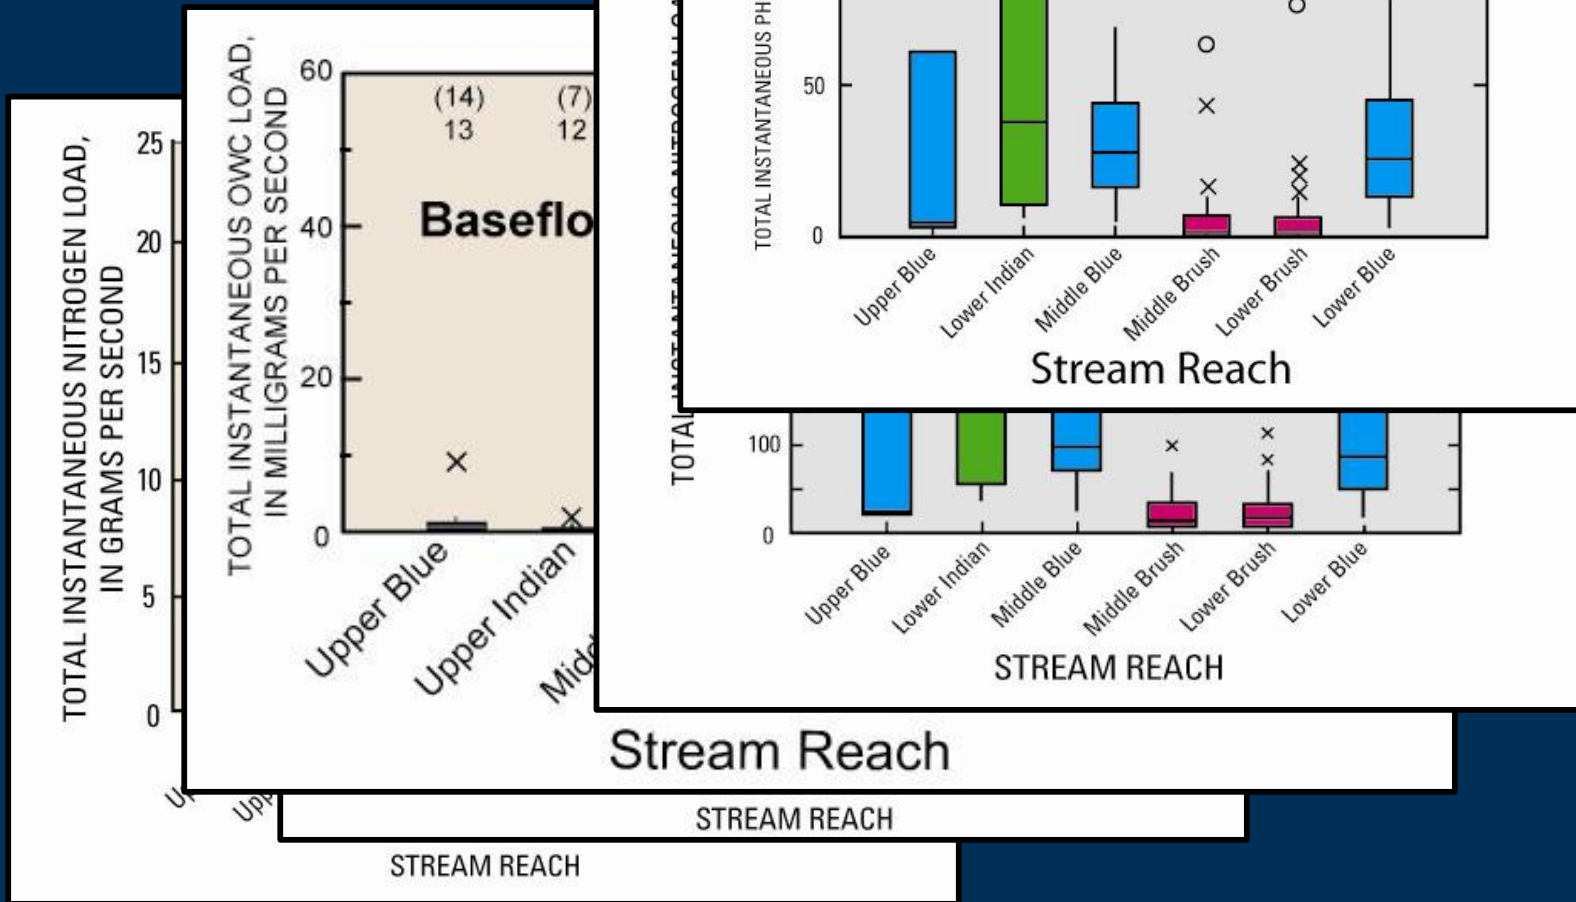 TOTAL INSTANTANEOUS NITROGEN LOAD,
IN GRAMS PER SECOND
25
20
15
10
5
0
STREAM REACH
STREAM REACH
TOTAL INSTANTANEOUS OWC LOAD,
IN MILLIGRAMS PER SECOND
60
40
20
0
(14)
(7)
13
12
Baseflo
Upper Blue
Upper Indian
Midd
Stream Reach
TOTAL
100
0
Upper Blue
Lower Indian
Middle Blue
Middle Brush
Lower Brush
Lower Blue
STREAM REACH
TOTAL INSTANTANEOUS PH
50
0
Upper Blue
Lower Indian
Middle Blue
Middle Brush
Lower Brush
Lower Blue
Stream Reach